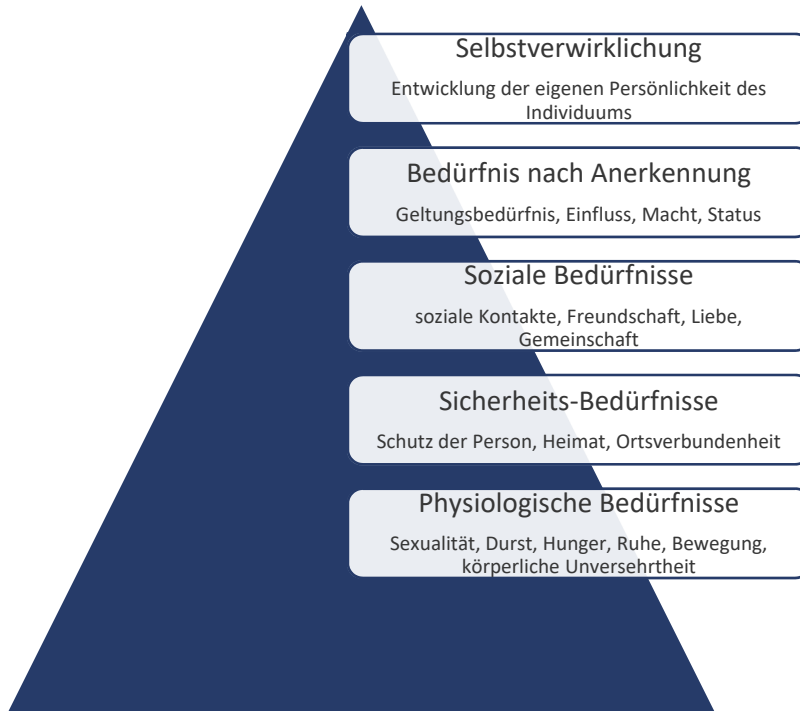 Selbstverwirklichung
Entwicklung der eigenen Persönlichkeit des
Individuums
Bedürfnis nach Anerkennung
Geltungsbedürfnis, Einfluss, Macht, Status
Soziale Bedürfnisse
soziale Kontakte, Freundschaft, Liebe,
Gemeinschaft
Sicherheits-Bedürfnisse
Schutz der Person, Heimat, Ortsverbundenheit
Physiologische Bedürfnisse
Sexualität, Durst, Hunger, Ruhe, Bewegung,
körperliche Unversehrtheit